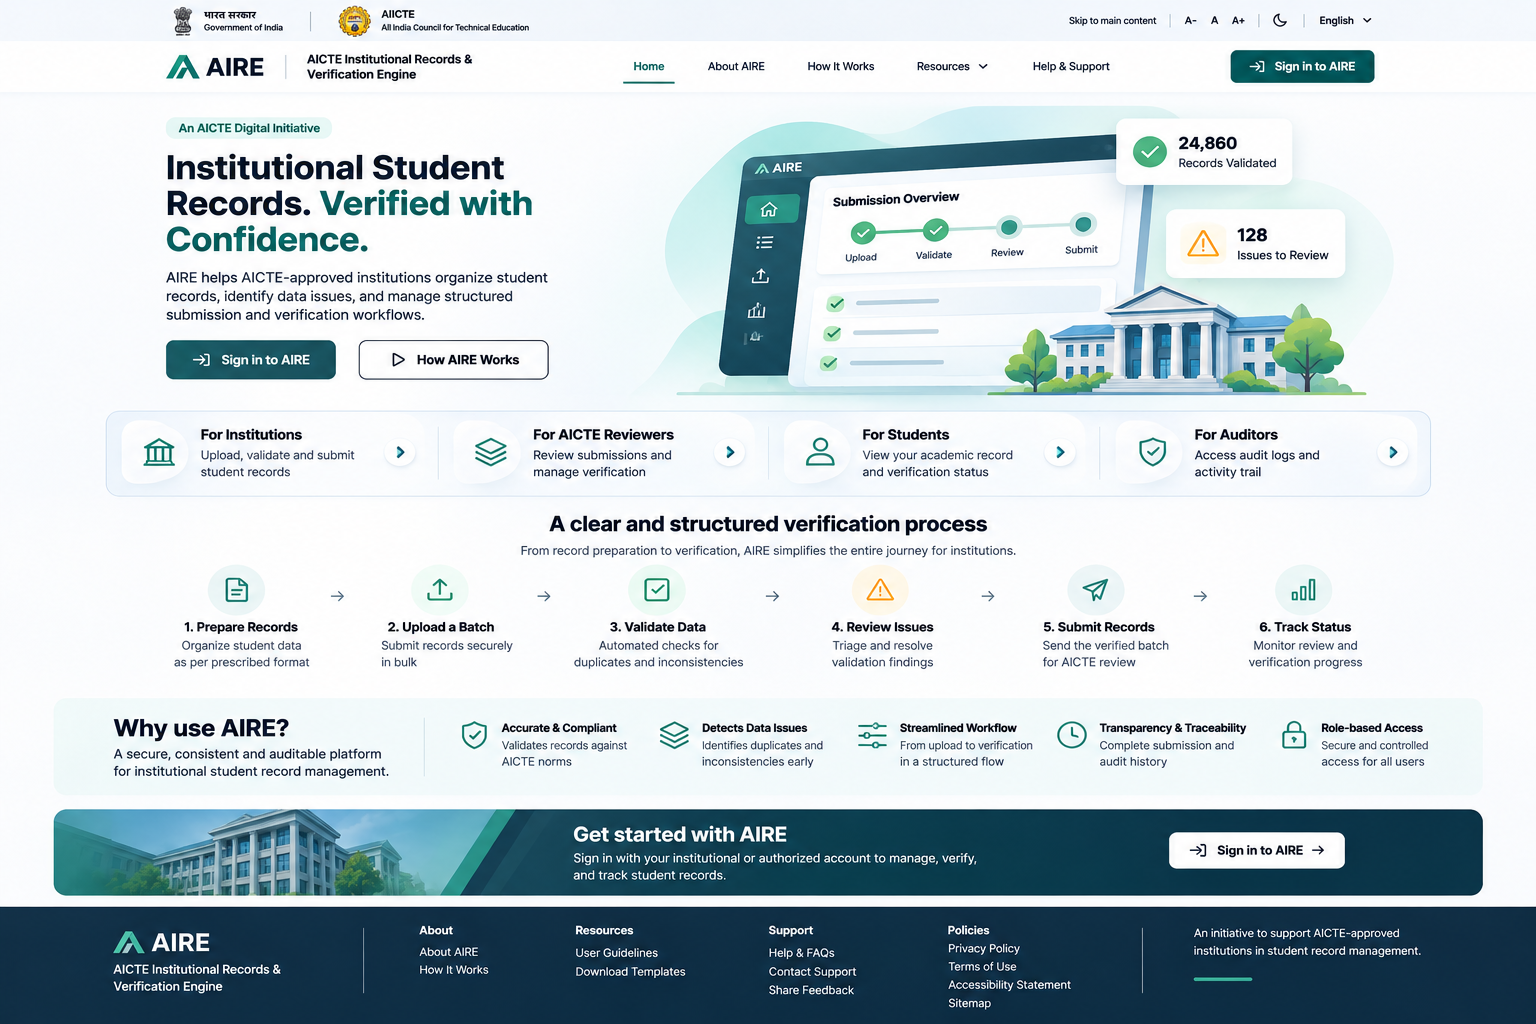 भारत सरकार
Government of India
AIICTE
All India Council for Technical Education
Skip to main content
A-
A
A+
English
AIRE
AICTE Institutional Records &
Verification Engine
Home
About AIRE
How It Works
Resources
Help & Support
Sign in to AIRE
An AICTE Digital Initiative
Institutional Student
Records. Verified with
Confidence.
AIRE helps AICTE-approved institutions organize student
records, identify data issues, and manage structured
submission and verification workflows.
Sign in to AIRE
How AIRE Works
AIRE
Submission Overview
Upload
Validate
Review
Submit
24,860
Records Validated
128
Issues to Review
For Institutions
Upload, validate and submit
student records
For AICTE Reviewers
Review submissions and
manage verification
For Students
View your academic record
and verification status
For Auditors
Access audit logs and
activity trail
A clear and structured verification process
From record preparation to verification, AIRE simplifies the entire journey for institutions.
1. Prepare Records
Organize student data
as per prescribed format
2. Upload a Batch
Submit records securely
in bulk
3. Validate Data
Automated checks for
duplicates and inconsistencies
4. Review Issues
Triage and resolve
validation findings
5. Submit Records
Send the verified batch
for AICTE review
6. Track Status
Monitor review and
verification progress
Why use AIRE?
A secure, consistent and auditable platform
for institutional student record management.
Accurate & Compliant
Validates records against
AICTE norms
Detects Data Issues
Identifies duplicates and
inconsistencies early
Streamlined Workflow
From upload to verification
in a structured flow
Transparency & Traceability
Complete submission and
audit history
Role-based Access
Secure and controlled
access for all users
Get started with AIRE
Sign in with your institutional or authorized account to manage, verify,
and track student records.
Sign in to AIRE
AIRE
AICTE Institutional Records &
Verification Engine
About
About AIRE
How It Works
Resources
User Guidelines
Download Templates
Support
Help & FAQs
Contact Support
Share Feedback
Policies
Privacy Policy
Terms of Use
Accessibility Statement
Sitemap
An initiative to support AICTE-approved
institutions in student record management.